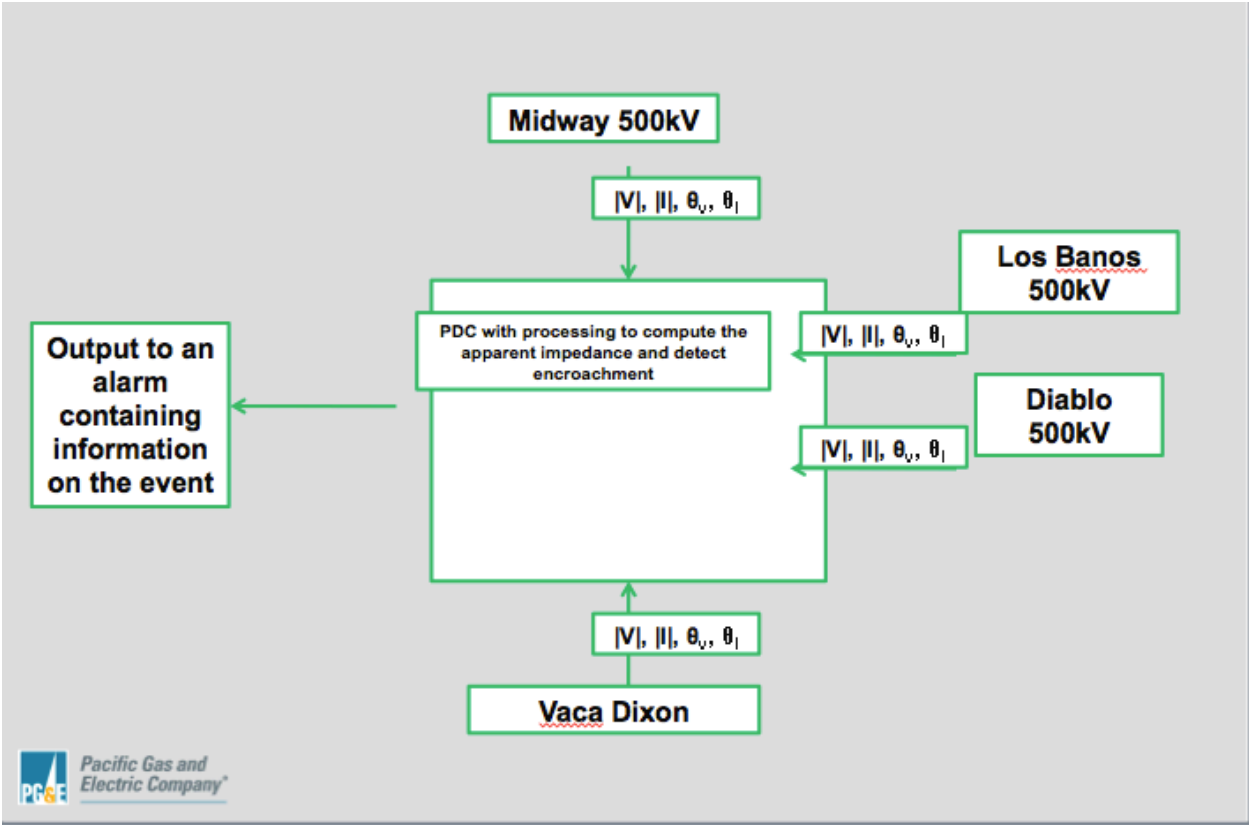 Midway 500kV
|V|, |I|, θv, θI
Los Banos
500kV
|V|, |I|, θv, θI
PDC with processing to compute the
apparent impedance and detect
encroachment
Output to an
alarm
containing
information
on the event
Diablo
500kV
|V|, |I|, θv, θI
|V|, |I|, θv, θI
Vaca Dixon
PG&E
Pacific Gas and
Electric Company®